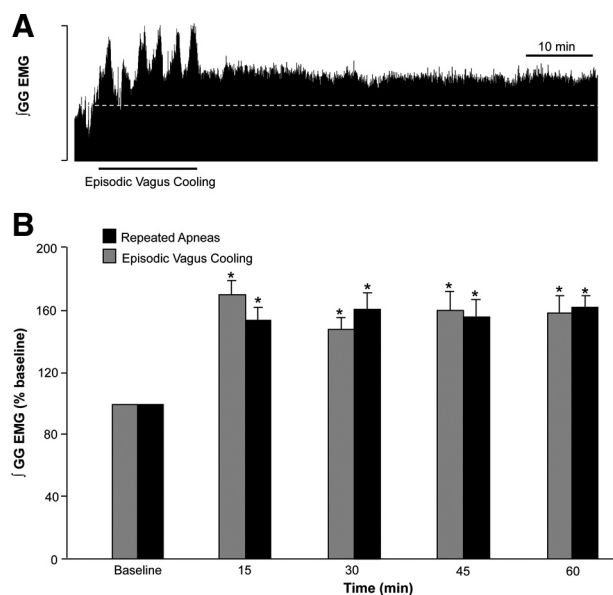 A
∫GG EMG
10 min
Episodic Vagus Cooling
B
∫ GG EMG (% baseline)
200
160
120
80
40
0
Repeated Apneas
Episodic Vagus Cooling
* * * * * * * *
Baseline 15 30 45 60
Time (min)